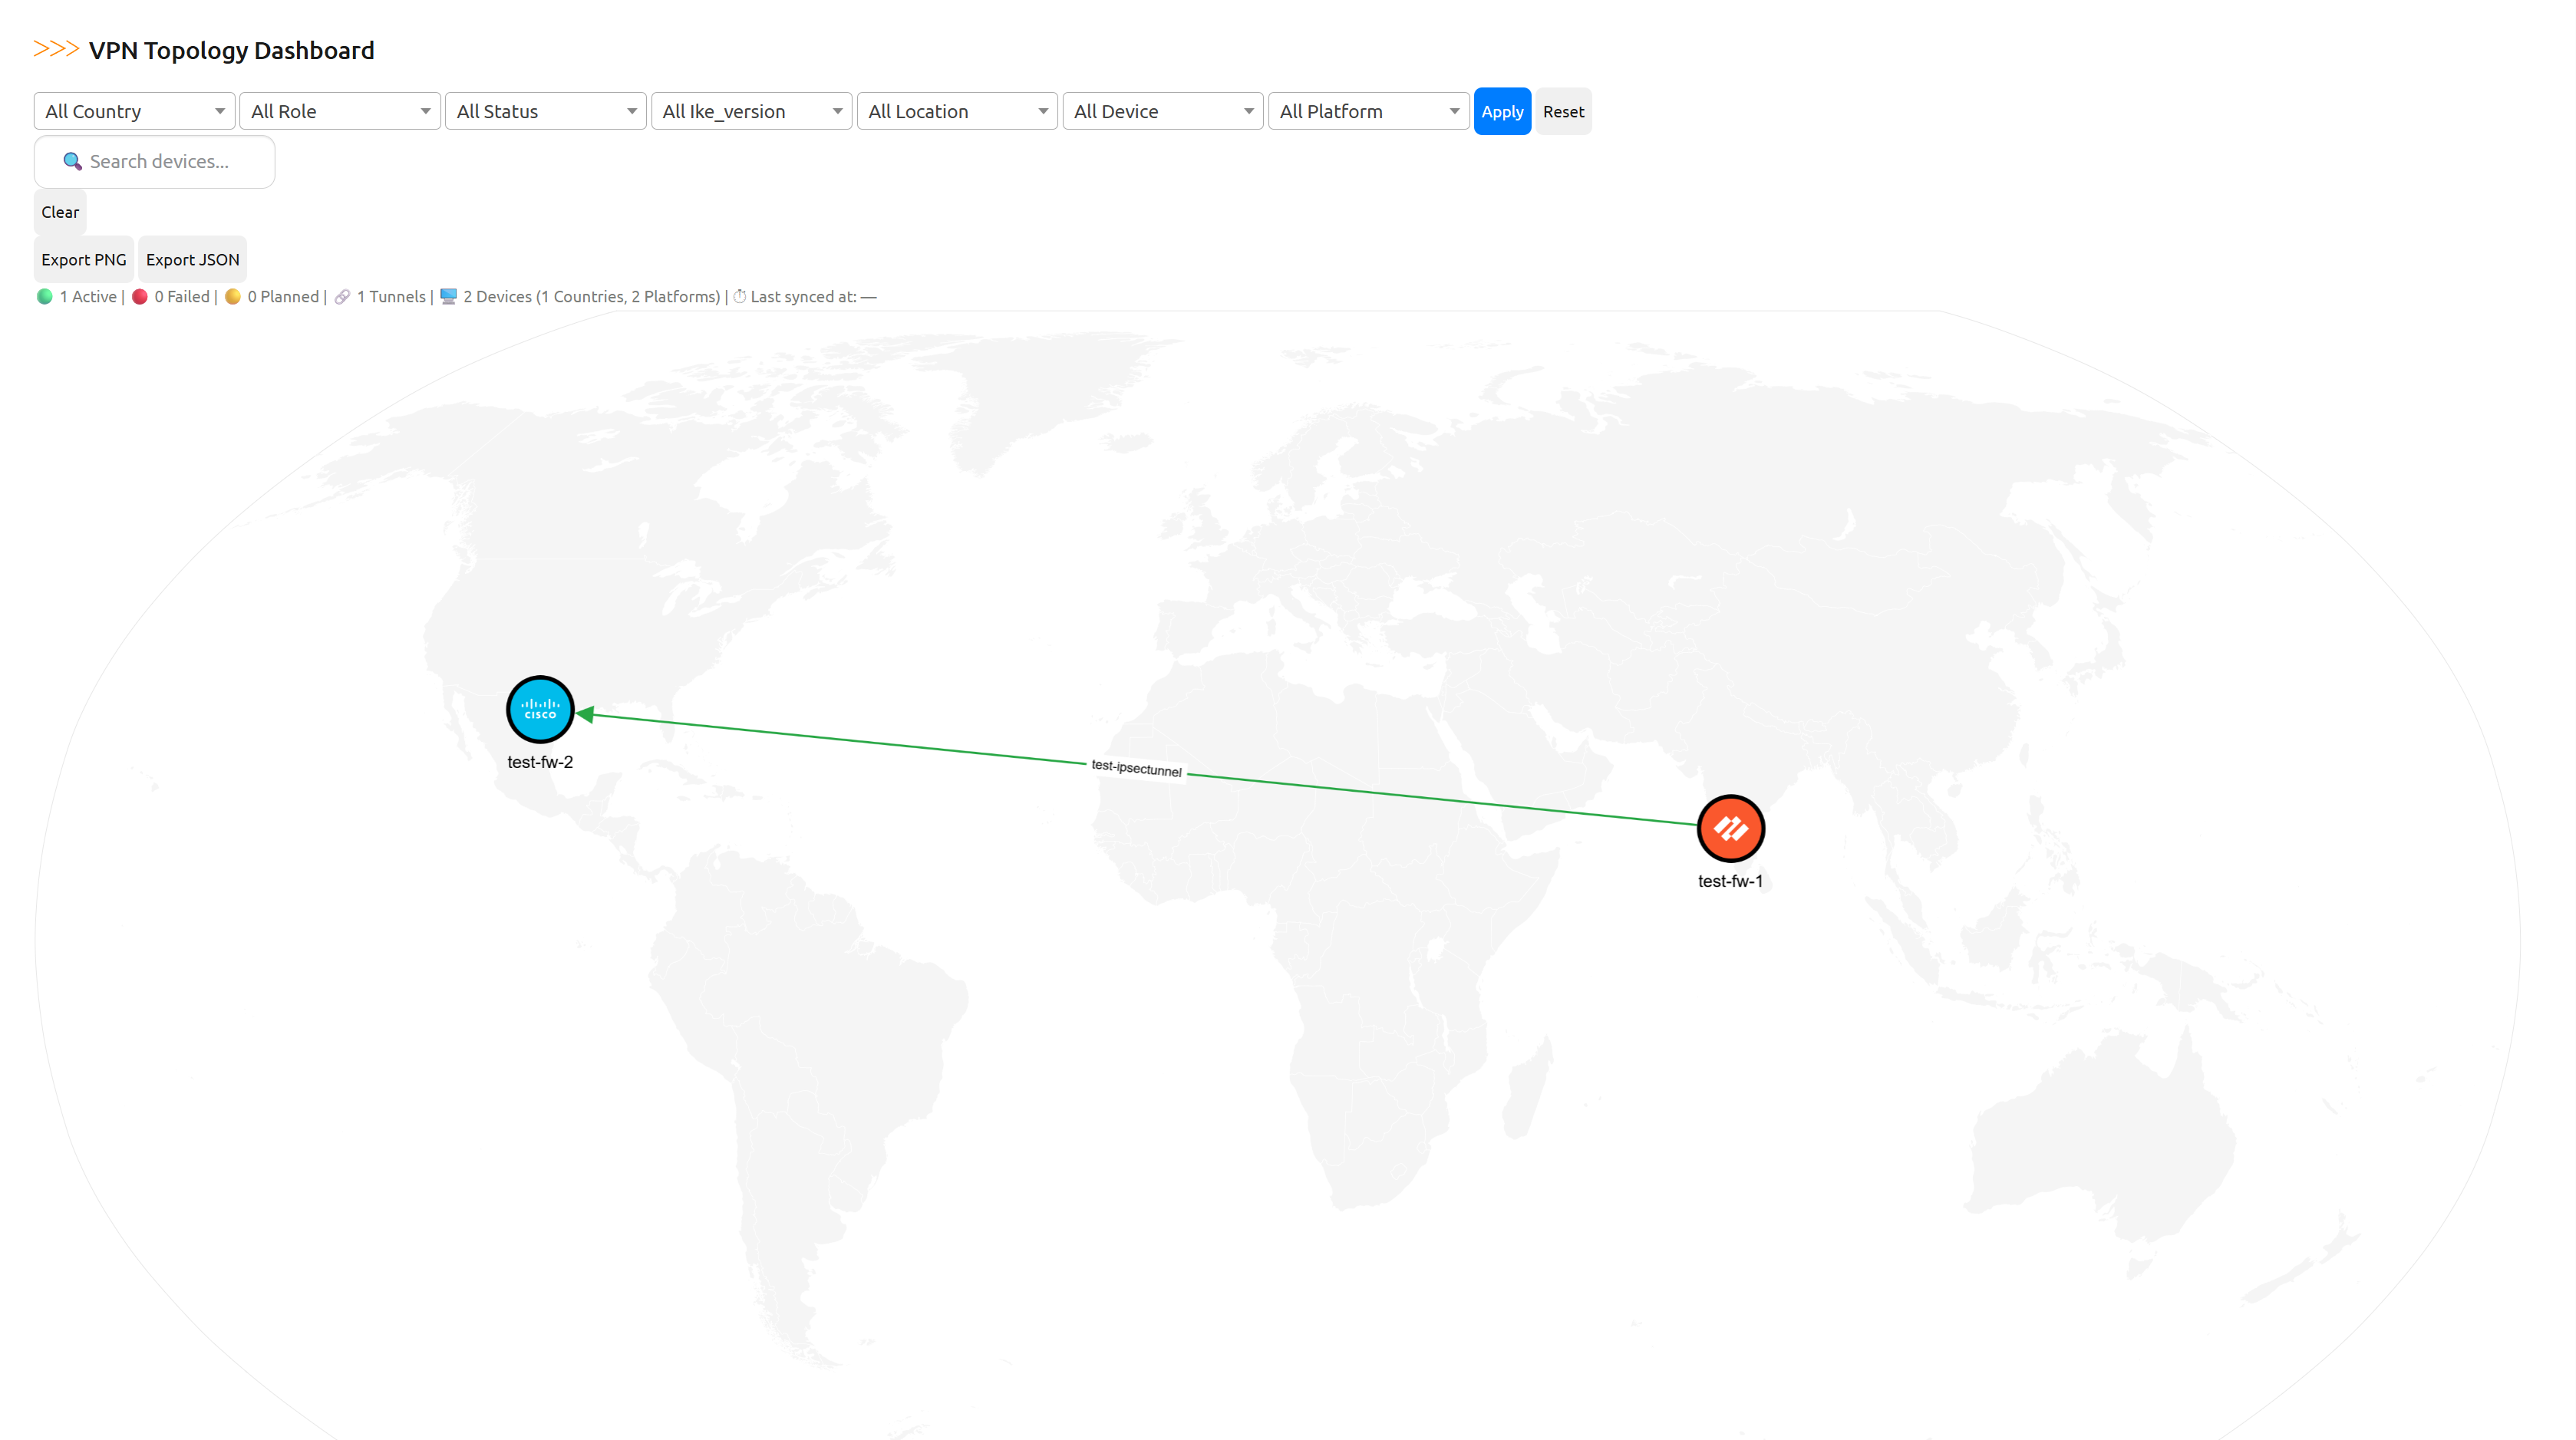 >>> VPN Topology Dashboard
All Country All Role All Status All Ike_version All Location All Device All Platform Apply Reset
🔍 Search devices...
Clear
Export PNG Export JSON
🟢 1 Active | 🔴 0 Failed | 🟡 0 Planned | 🔗 1 Tunnels | 🖥️ 2 Devices (1 Countries, 2 Platforms) | ⏱ Last synced at: —
CISCO
test-fw-2
test-ipsectunnel
test-fw-1